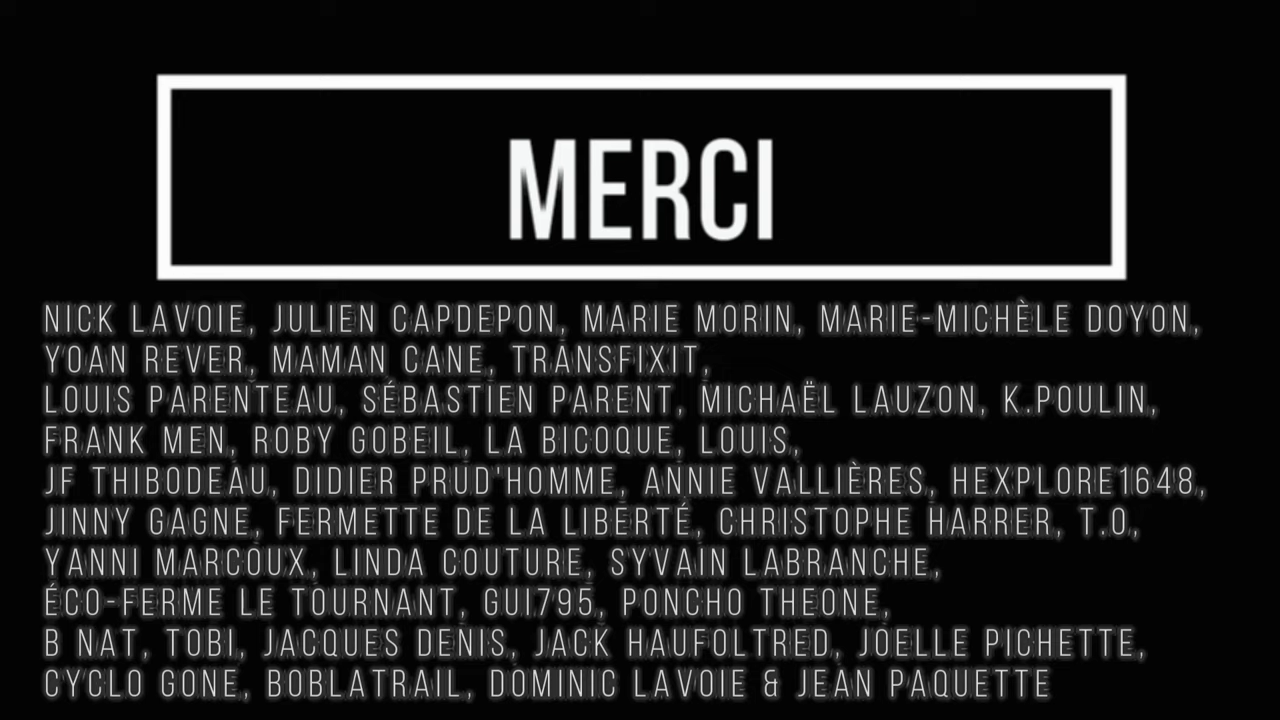 MERCI
NICK LAVOIE, JULIEN CAPDEPON, MARIE MORIN, MARIE-MICHÈLE DOYON,
YOAN REVER, MAMAN CANE, TRANSFIXIT,
LOUIS PARENTEAU, SÉBASTIEN PARENT, MICHAËL LAUZON, K.POULIN,
FRANK MEN, ROBY GOBEIL, LA BICOQUE, LOUIS,
JF THIBODEAU, DIDIER PRUD'HOMME, ANNIE VALLIÈRES, HEXPLORE1648,
JINNY GAGNE, FERMETTE DE LA LIBERTÉ, CHRISTOPHE HARRER, T.O,
YANNI MARCOUX, LINDA COUTURE, SYVAIN LABRANCHE,
ÉCO-FERME LE TOURNANT, GUI795, PONCHO THEONE,
B NAT, TOBI, JACQUES DENIS, JACK HAUFOLTRED, JOELLE PICHETTE,
CYCLO GONE, BOBLATRAIL, DOMINIC LAVOIE & JEAN PAQUETTE